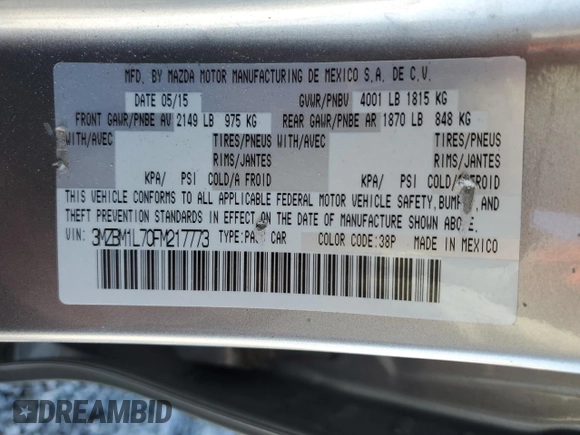 MFD. BY MAZDA MOTOR MANUFACTURING DE MEXICO S.A. DE C.V.
DATE 05/15 GVWR/PNBV 4001 LB 1815 KG
FRONT GAWR/PNBE AV 2149 LB 975 KG REAR GAWR/PNBE AR 1870 LB 848 KG
WITH/AVEC TIRES/PNEUS WITH/AVEC TIRES/PNEUS
RIMS/JANTES RIMS/JANTES
KPA/ PSI COLD/A FROID KPA/ PSI COLD/A FROID
THIS VEHICLE CONFORMS TO ALL APPLICABLE FEDERAL MOTOR VEHICLE SAFETY, BUMPER, AND
THEFT PREVENTION STANDARDS IN EFFECT ON THE DATE OF MANUFACTURE SHOWN ABOVE.
VIN: 3MZBM1L70FM217773 TYPE:PASS CAR COLOR CODE:38P MADE IN MEXICO
DREAMBID